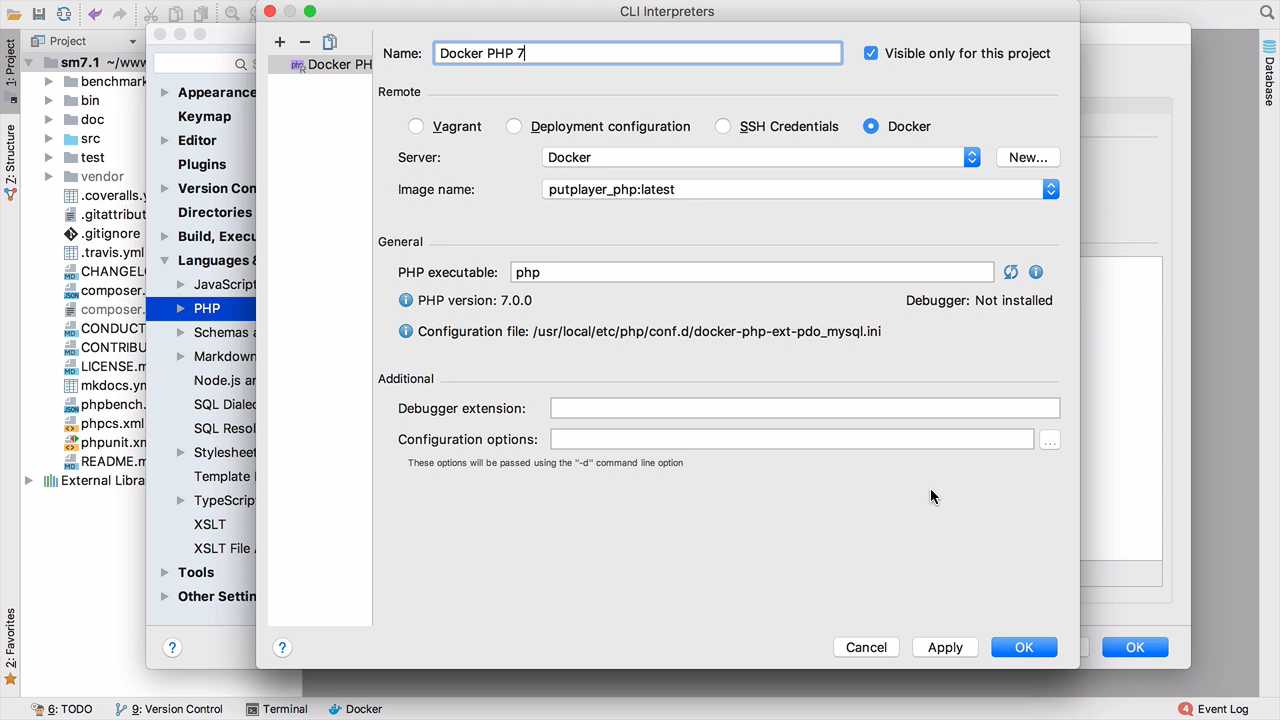 CLI Interpreters
Project
1: Project
Z: Structure
2: Favorites
Database
sm7.1 ~/www
benchmark
bin
doc
src
test
vendor
.coveralls.y
.gitattribut
.gitignore
.travis.yml
CHANGELO
composer.
composer.
CONDUCT
CONTRIBU
LICENSE.m
mkdocs.ym
phpbench.
phpcs.xml
phpunit.xm
README.m
External Libra
Appearance
Keymap
Editor
Plugins
Version Con
Directories
Build, Execu
Languages &
JavaScript
PHP
Schemas a
Markdown
Node.js an
SQL Dialec
SQL Resol
Stylesheet
Template
TypeScrip
XSLT
XSLT File A
Tools
Other Settin
?
Docker PH
Name: Docker PHP 7
Visible only for this project
Remote
Vagrant Deployment configuration SSH Credentials Docker
Server: Docker New...
Image name: putplayer_php:latest
General
PHP executable: php
PHP version: 7.0.0 Debugger: Not installed
Configuration file: /usr/local/etc/php/conf.d/docker-php-ext-pdo_mysql.ini
Additional
Debugger extension:
Configuration options: ...
These options will be passed using the "-d" command line option
? Cancel Apply OK
OK
6: TODO 9: Version Control Terminal Docker 4 Event Log